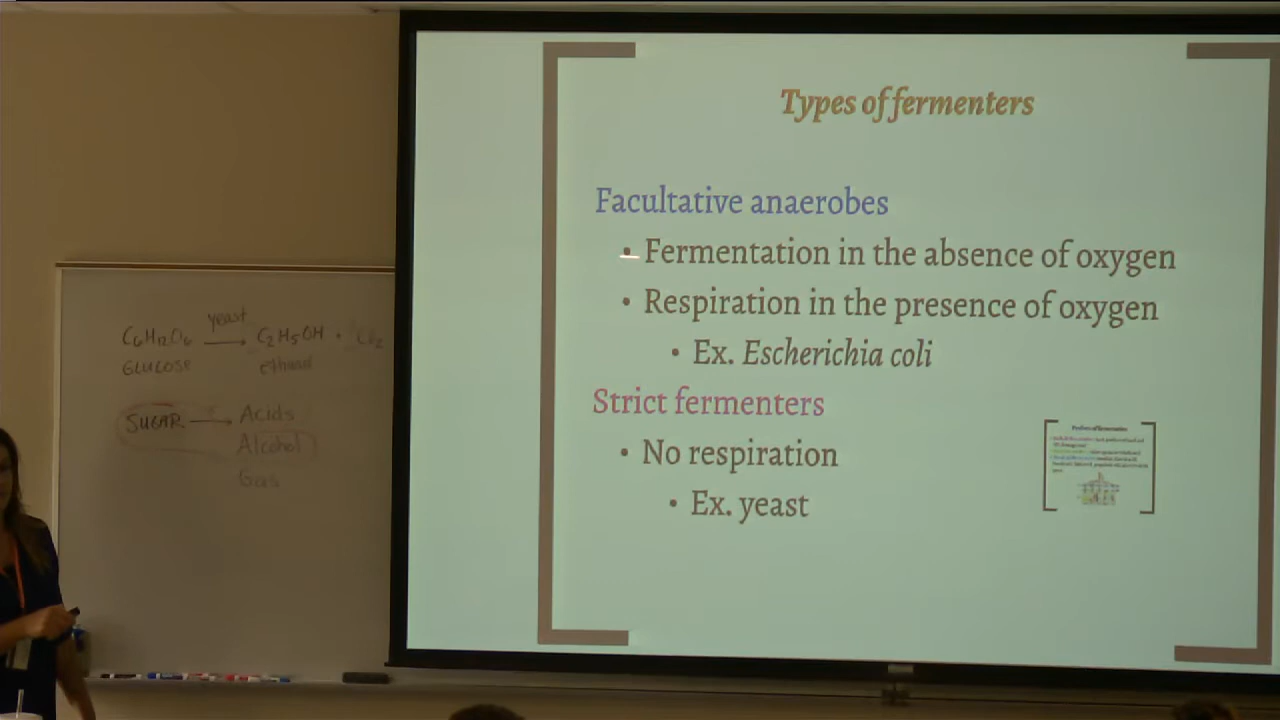 Types of fermenters
Facultative anaerobes
• Fermentation in the absence of oxygen
• Respiration in the presence of oxygen
• Ex. Escherichia coli
Strict fermenters
• No respiration
• Ex. yeast
yeast
C6H12O6 → C2H5OH + CO2
GLUCOSE ethanol
SUGAR → Acids
Alcohol
Gas